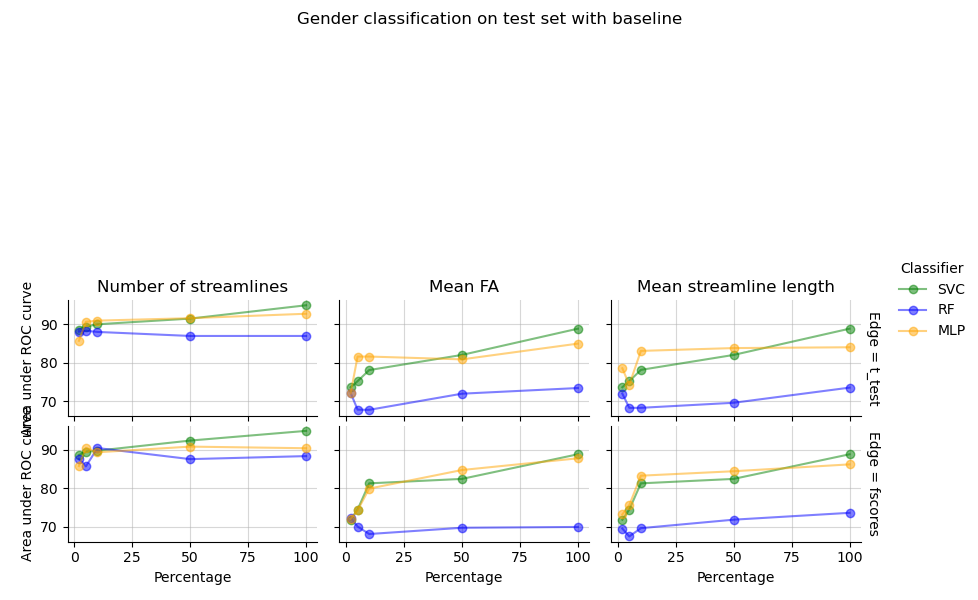 Gender classification on test set with baseline
Number of streamlines
Mean FA
Mean streamline length
Classifier
SVC
RF
MLP
Area under ROC curve
90
80
70
Edge = t_test
Area under ROC curve
90
80
70
Edge = fscores
0 25 50 75 100
0 25 50 75 100
0 25 50 75 100
Percentage
Percentage
Percentage